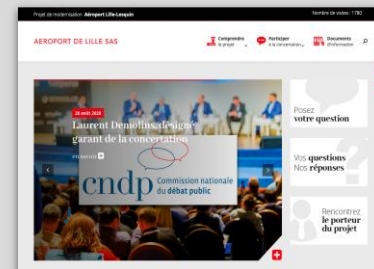 Projet de modernisation Aéroport Lille-Lesquin
Nombre de visites : 1780
AEROPORT DE LILLE SAS
Comprendre
le projet
Participer
à la concertation
Documents
d'information
28 août 2020
Laurent Demolins, désigné
garant de la concertation
cndp
Commission nationale
du débat public
Posez
votre question
Vos questions
Nos réponses
Rencontrez
le porteur
du projet